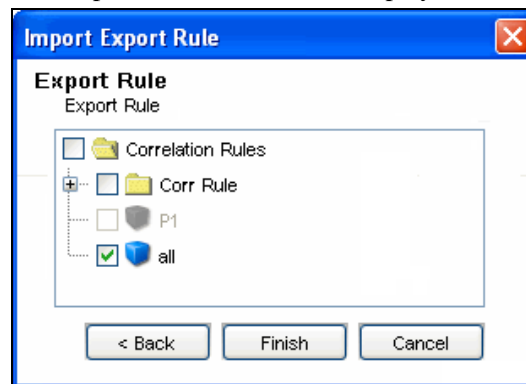 Import Export Rule
Export Rule
Export Rule
Correlation Rules
Corr Rule
P1
all
< Back Finish Cancel